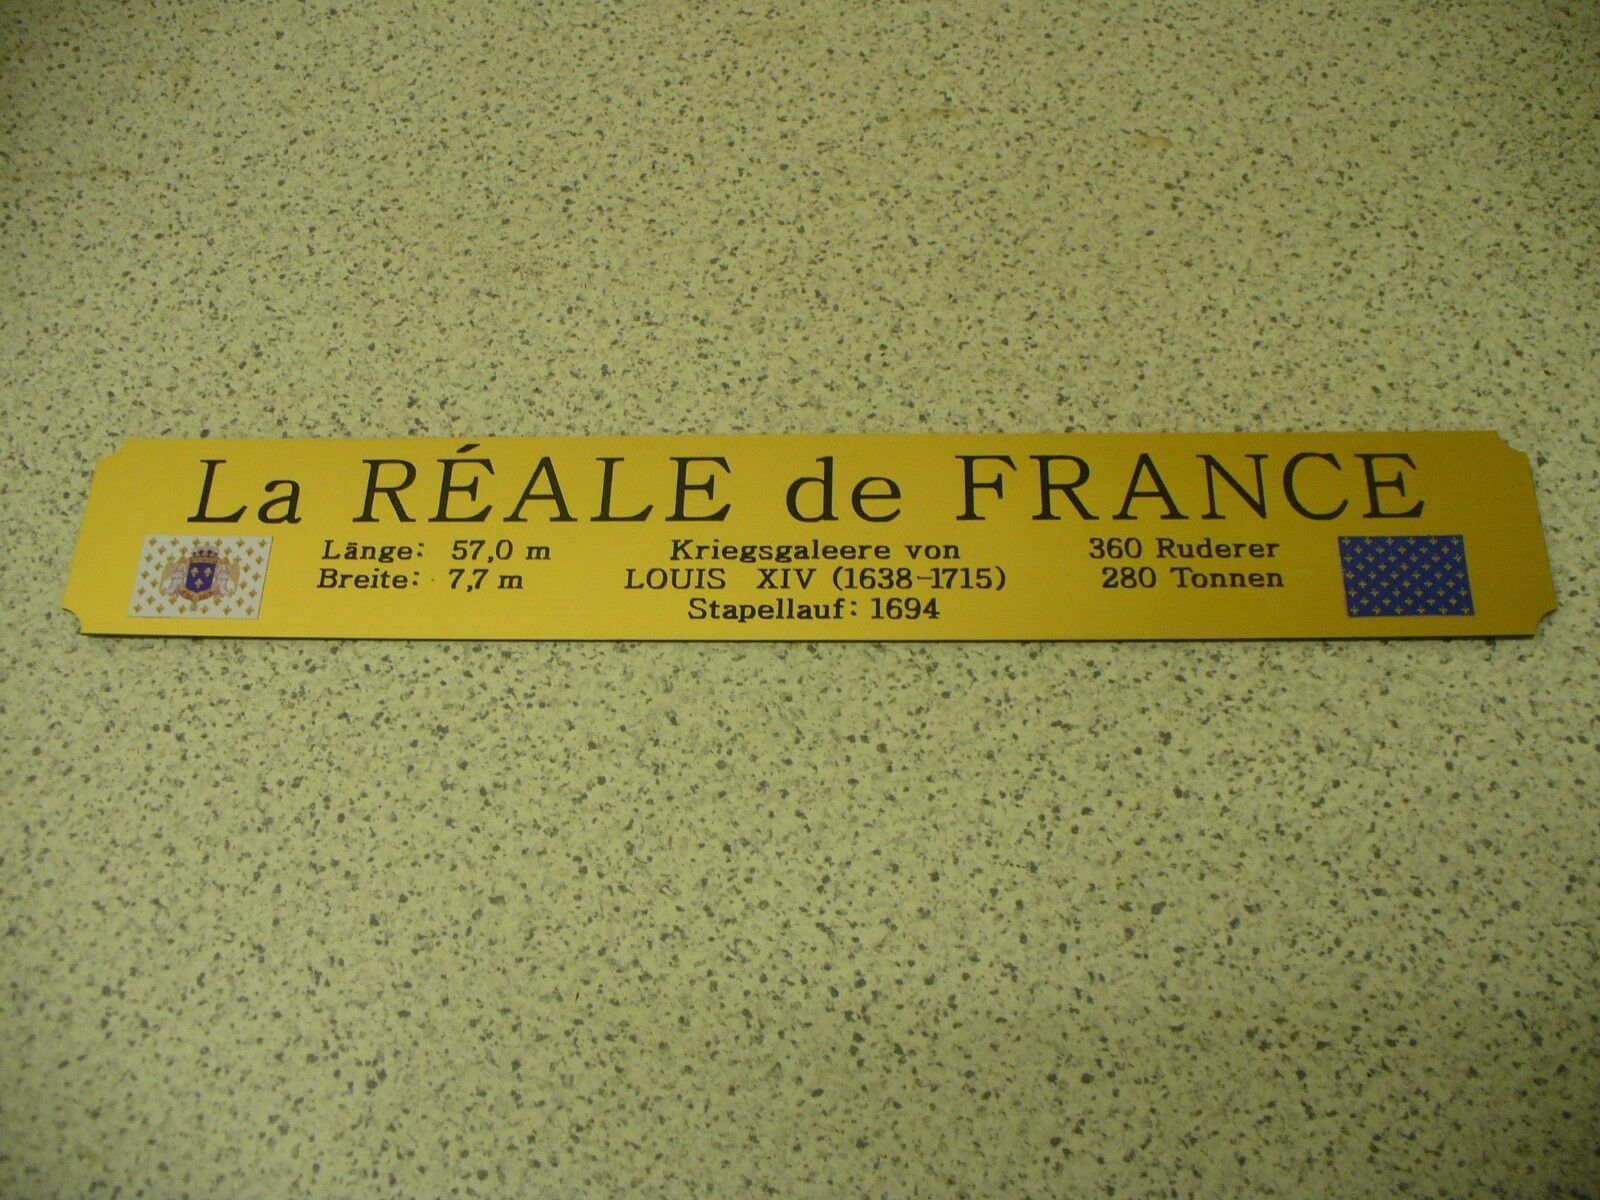 La RÉALE de FRANCE
Länge: 57,0 m
Breite: 7,7 m
Kriegsgaleere von
LOUIS XIV (1638-1715)
Stapellauf: 1694
360 Ruderer
280 Tonnen